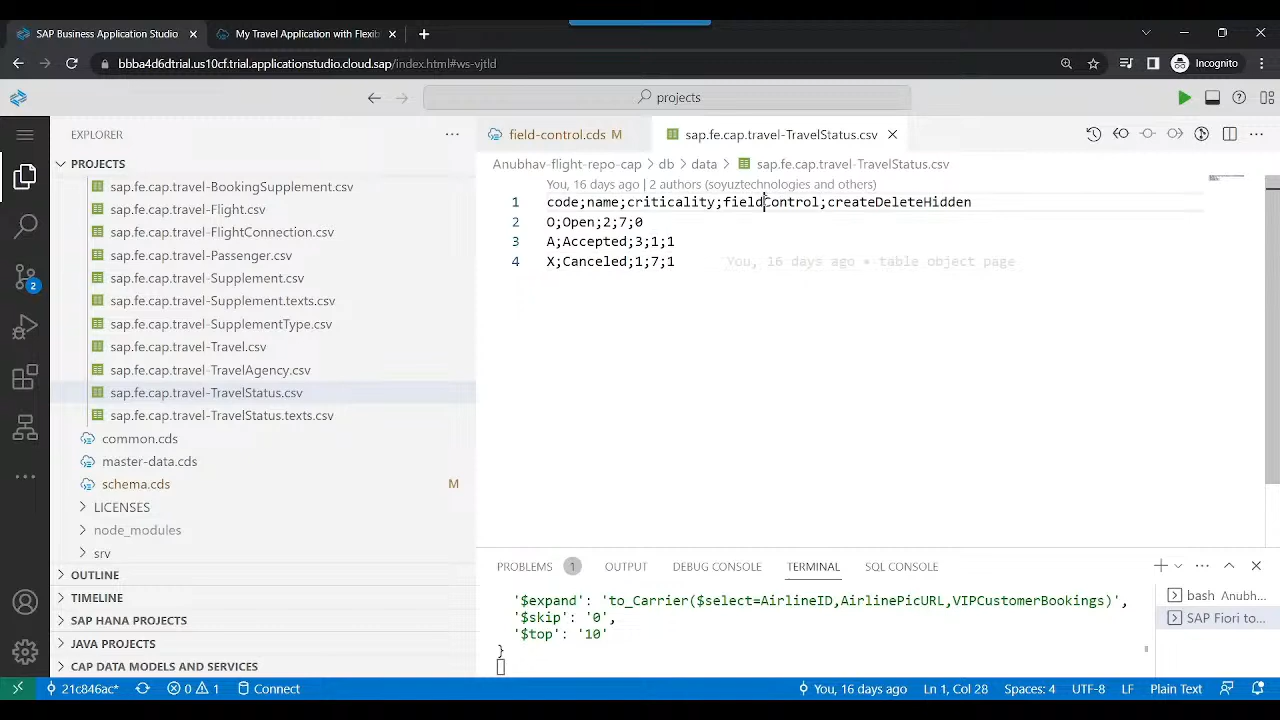 SAP Business Application Studio
My Travel Application with Flexib
Incognito
bbba4d6dtrial.us10cf.trial.applicationstudio.cloud.sap/index.html#ws-vjtld
projects
EXPLORER
field-control.cds M
sap.fe.cap.travel-TravelStatus.csv
PROJECTS
Anubhav-flight-repo-cap > db > data > sap.fe.cap.travel-TravelStatus.csv
You, 16 days ago | 2 authors (soyuztechnologies and others)
1 code;name;criticality;fieldControl;createDeleteHidden
2 O;Open;2;7;0
3 A;Accepted;3;1;1
4 X;Canceled;1;7;1 You, 16 days ago • table object page
sap.fe.cap.travel-BookingSupplement.csv
sap.fe.cap.travel-Flight.csv
sap.fe.cap.travel-FlightConnection.csv
sap.fe.cap.travel-Passenger.csv
sap.fe.cap.travel-Supplement.csv
sap.fe.cap.travel-Supplement.texts.csv
sap.fe.cap.travel-SupplementType.csv
sap.fe.cap.travel-Travel.csv
sap.fe.cap.travel-TravelAgency.csv
sap.fe.cap.travel-TravelStatus.csv
sap.fe.cap.travel-TravelStatus.texts.csv
common.cds
master-data.cds
schema.cds M
LICENSES
node_modules
srv
OUTLINE
TIMELINE
SAP HANA PROJECTS
JAVA PROJECTS
CAP DATA MODELS AND SERVICES
2
PROBLEMS 1 OUTPUT DEBUG CONSOLE TERMINAL SQL CONSOLE
'$expand': 'to_Carrier($select=AirlineID,AirlinePicURL,VIPCustomerBookings)',
'$skip': '0',
'$top': '10'
}
bash Anubh...
SAP Fiori to...
21c846ac* 0 1 Connect You, 16 days ago Ln 1, Col 28 Spaces: 4 UTF-8 LF Plain Text